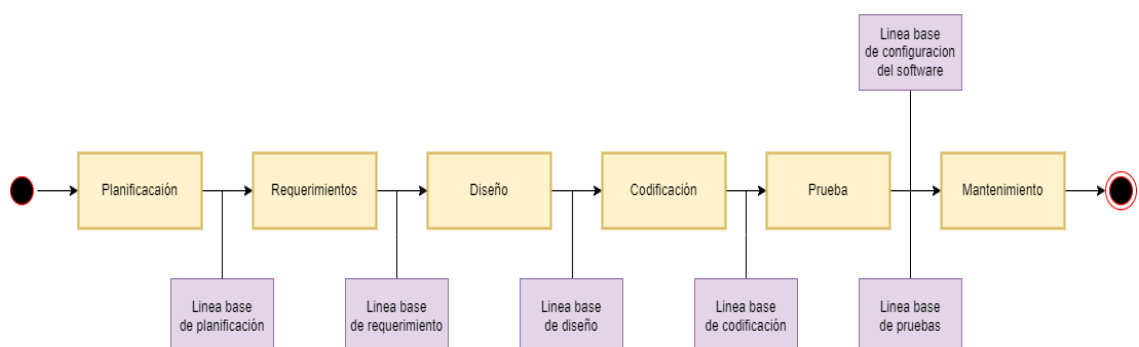 Linea base
de configuracion
del software
Planificacaión
Requerimientos
Diseño
Codificación
Prueba
Mantenimiento
Linea base
de planificación
Linea base
de requerimiento
Linea base
de diseño
Linea base
de codificación
Linea base
de pruebas